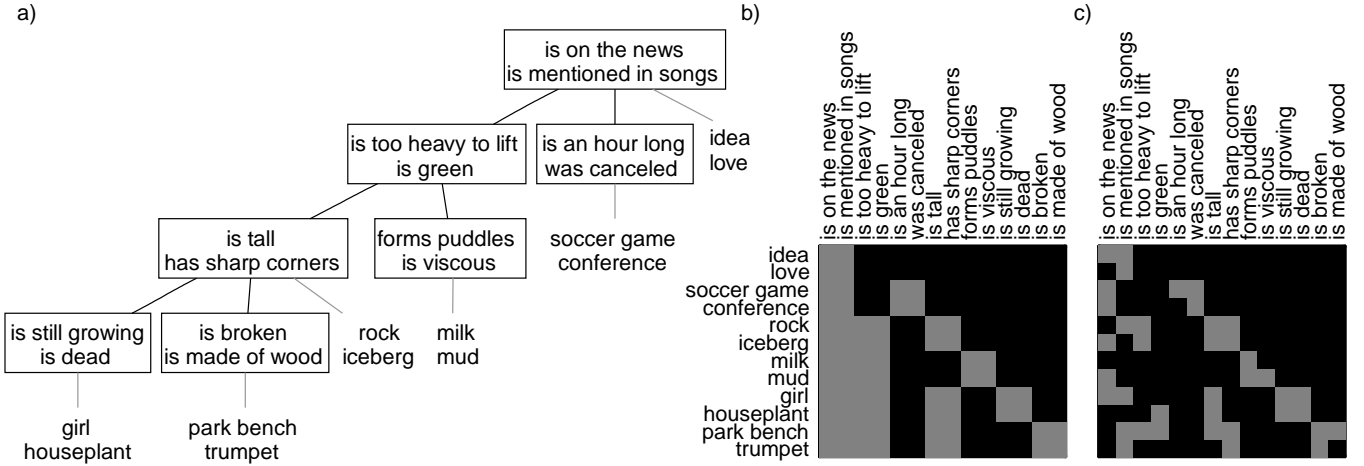 a)
is on the news
is mentioned in songs
is too heavy to lift
is green
is an hour long
was canceled
idea
love
is tall
has sharp corners
forms puddles
is viscous
soccer game
conference
is still growing
is dead
is broken
is made of wood
rock
iceberg
milk
mud
girl
houseplant
park bench
trumpet
b)
is on the news
is mentioned in songs
is too heavy to lift
is green
is an hour long
was canceled
is tall
has sharp corners
forms puddles
is viscous
is still growing
is dead
is broken
is made of wood
idea
love
soccer game
conference
rock
iceberg
milk
mud
girl
houseplant
park bench
trumpet
c)
is on the news
is mentioned in songs
is too heavy to lift
is green
is an hour long
was canceled
is tall
has sharp corners
forms puddles
is viscous
is still growing
is dead
is broken
is made of wood